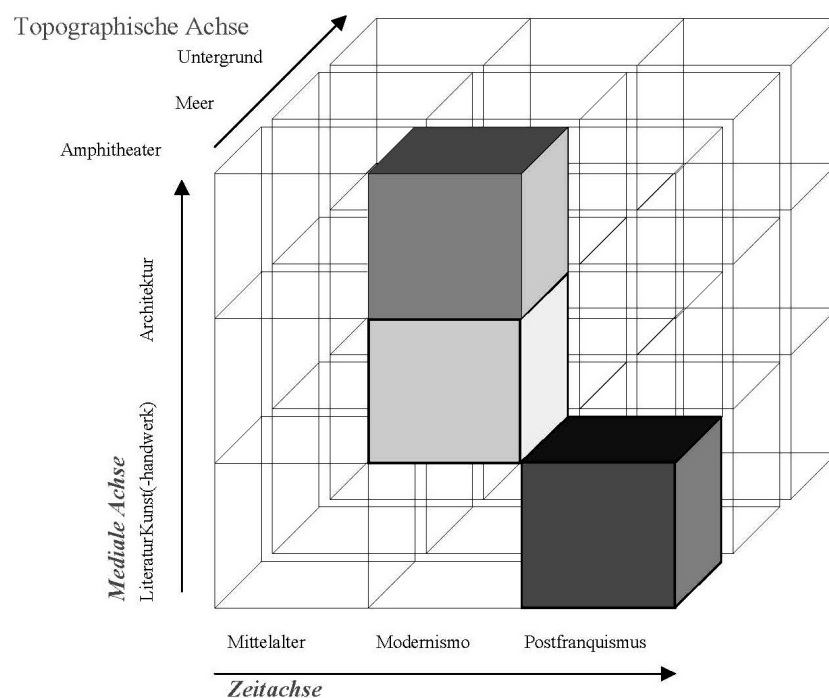 Topographische Achse
Untergrund
Meer
Amphitheater
Architektur
Mediale Achse
LiteraturKunst(-handwerk)
Mittelalter
Modernismo
Postfranquismus
Zeitachse